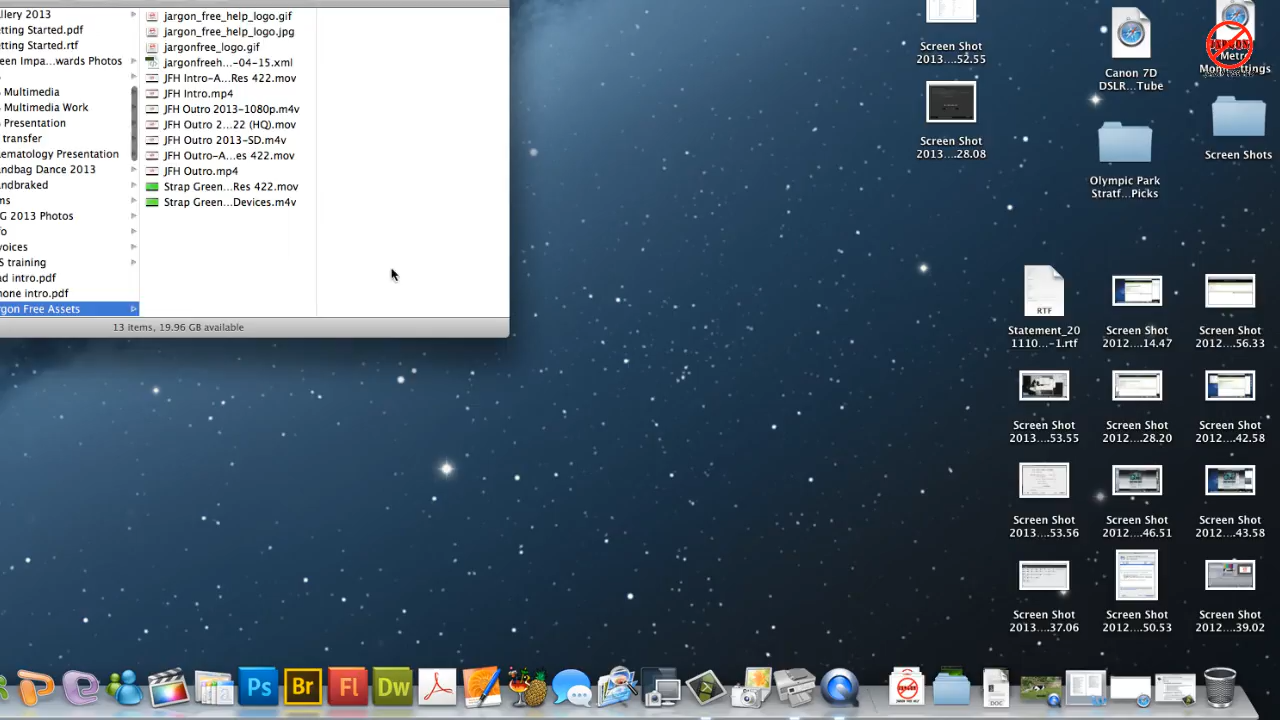 allery 2013
etting Started.pdf
etting Started.rtf
een Impa...wards Photos
Multimedia
Multimedia Work
Presentation
transfer
ematology Presentation
ndbag Dance 2013
ndbraked
ms
G 2013 Photos
fo
voices
S training
ad intro.pdf
hone intro.pdf
rgon Free Assets
jargon_free_help_logo.gif
jargon_free_help_logo.jpg
jargonfree_logo.gif
jargonfreeh...-04-15.xml
JFH Intro-A...Res 422.mov
JFH Intro.mp4
JFH Outro 2013-1080p.m4v
JFH Outro 2...22 (HQ).mov
JFH Outro 2013-SD.m4v
JFH Outro-A...es 422.mov
JFH Outro.mp4
Strap Green...Res 422.mov
Strap Green...Devices.m4v
13 items, 19.96 GB available
Screen Shot
2013....52.55
Screen Shot
2013....28.08
Canon 7D
DSLR...Tube
Olympic Park
Stratf...Picks
Metro
Screen Shots
RTF
Statement_20
1110...-1.rtf
Screen Shot
2012....14.47
Screen Shot
2012....56.33
Screen Shot
2013....53.55
Screen Shot
2012....28.20
Screen Shot
2012....42.58
Screen Shot
2013....53.56
Screen Shot
2012....46.51
Screen Shot
2012....43.58
Screen Shot
2013....37.06
Screen Shot
2012....50.53
Screen Shot
2012....39.02
Ps
Br
Fl
Dw
DOC